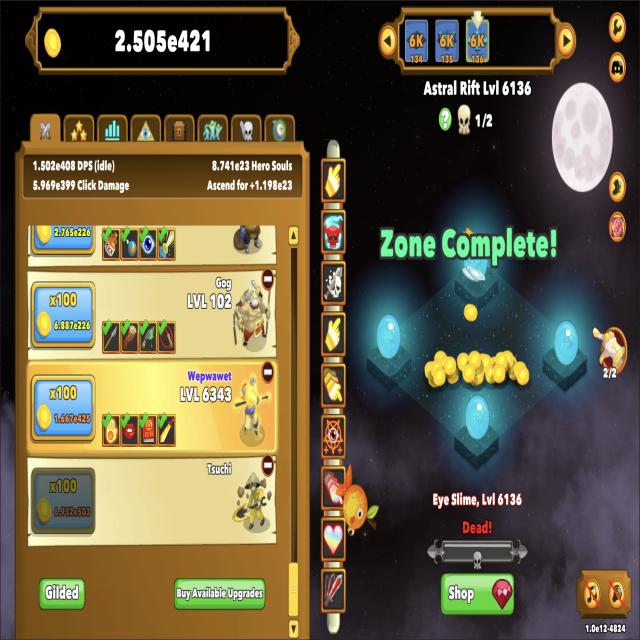 2.505e421
6K
134
6K
135
6K
136
Astral Rift Lvl 6136
? 1/2
1.502e408 DPS (idle)
8.741e23 Hero Souls
5.969e399 Click Damage
Ascend for +1.198e23
2.765e226
Zone Complete!
Gog
LVL 102
x100
6.887e226
Wepwawet
LVL 6343
x100
1.667e425
2/2
Tsuchi
x100
Eye Slime, Lvl 6136
Dead!
Gilded
Buy Available Upgrades
Shop
1.0e12-4824